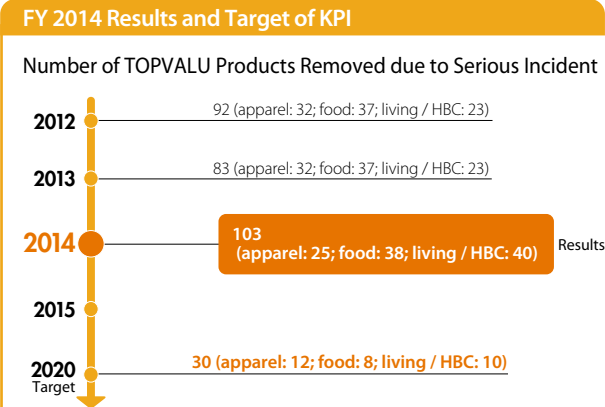 FY 2014 Results and Target of KPI
Number of TOPVALU Products Removed due to Serious Incident
2012
92 (apparel: 32; food: 37; living / HBC: 23)
2013
83 (apparel: 32; food: 37; living / HBC: 23)
2014
103
(apparel: 25; food: 38; living / HBC: 40)
Results
2015
2020
Target
30 (apparel: 12; food: 8; living / HBC: 10)